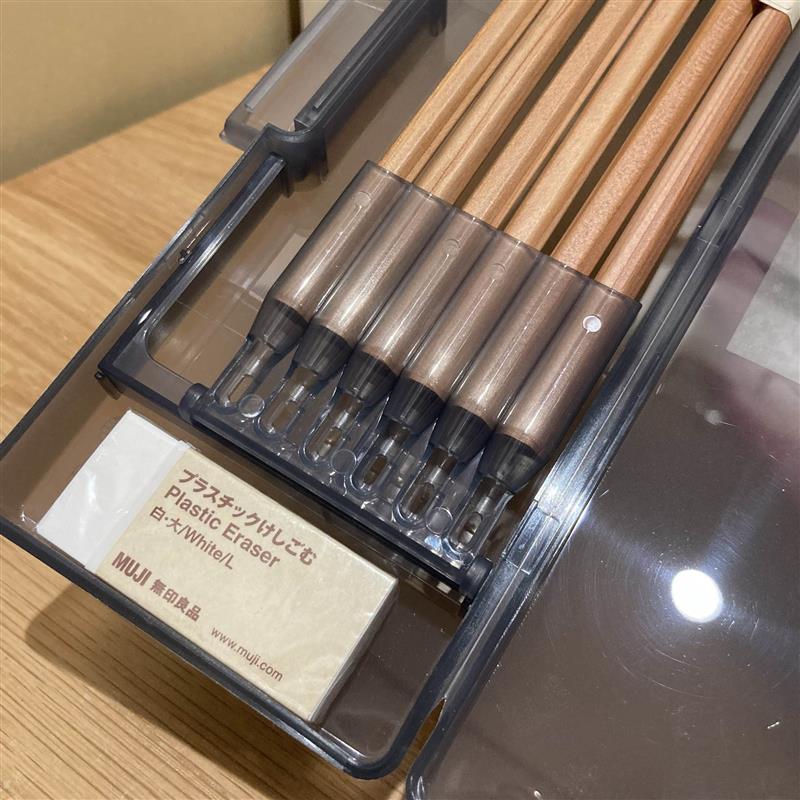 プラスチックけしごむ
Plastic Eraser
白・大/White/L
MUJI 無印良品
www.muji.com